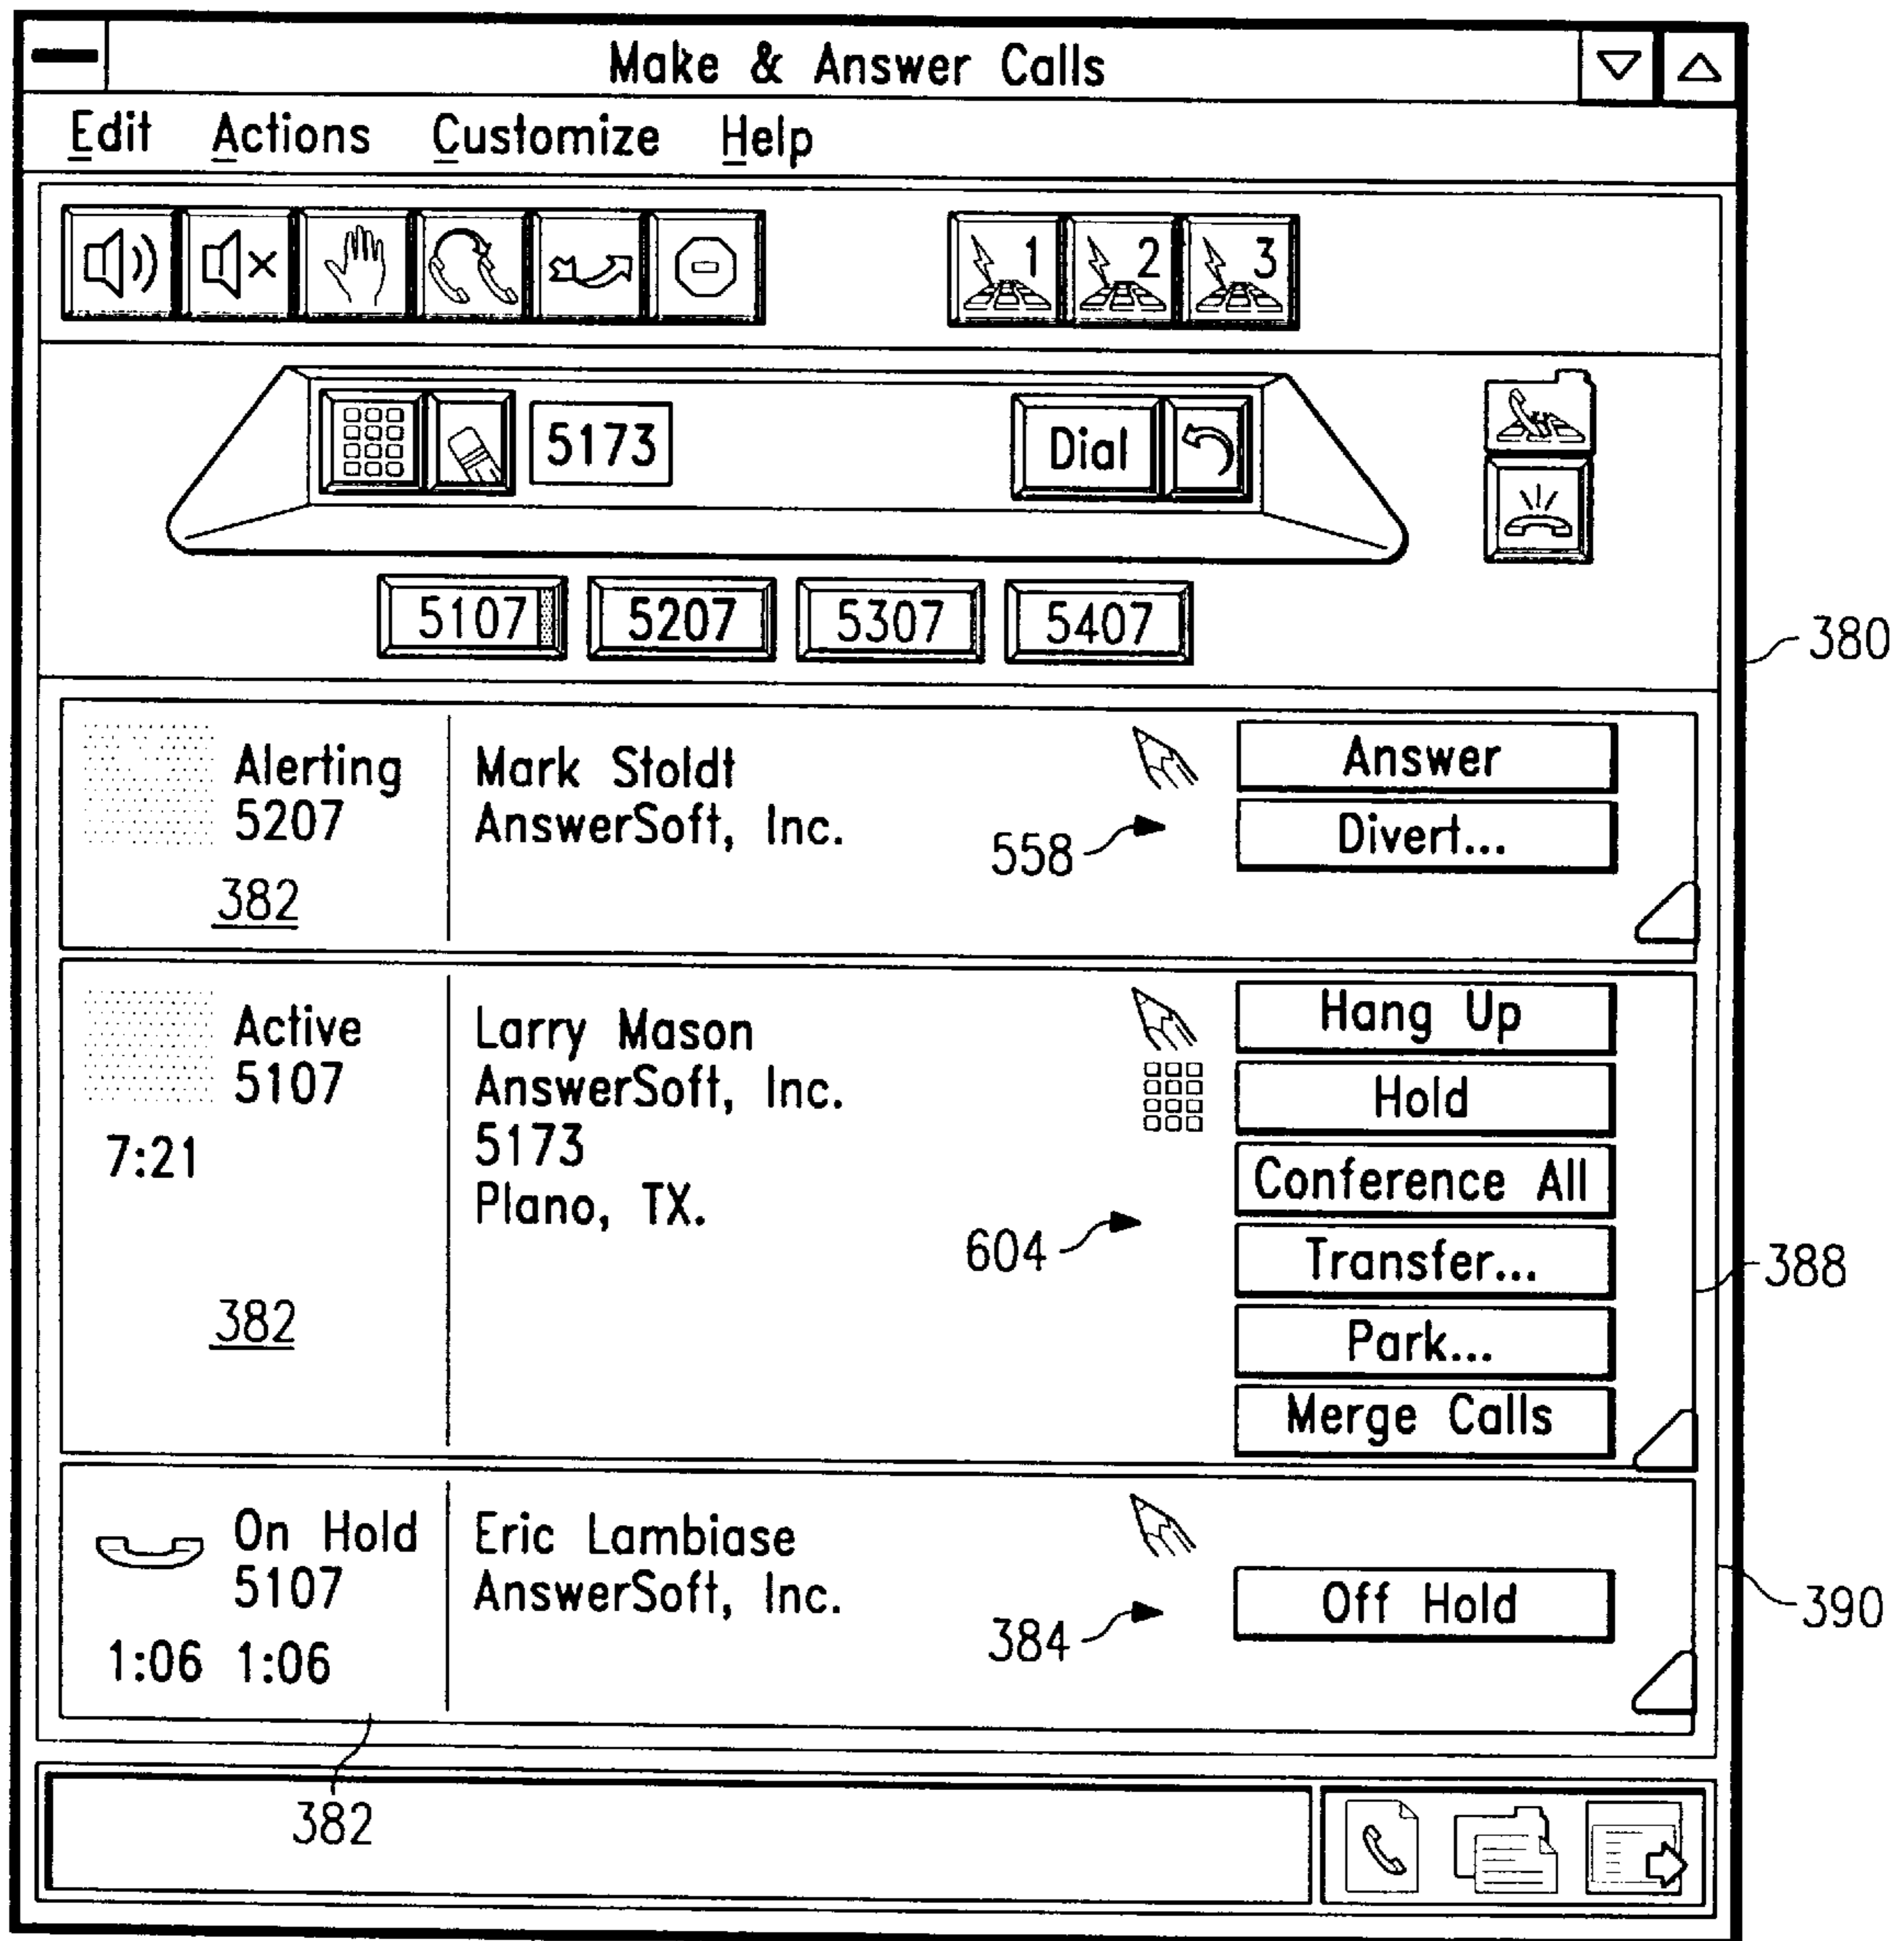 Make & Answer Calls
Edit Actions Customize Help
1 2 3
5173 Dial
5107 5207 5307 5407
380
Alerting
5207
382
Mark Stoldt
AnswerSoft, Inc.
558
Answer
Divert...
Active
5107
7:21
382
Larry Mason
AnswerSoft, Inc.
5173
Plano, TX.
604
Hang Up
Hold
Conference All
Transfer...
Park...
Merge Calls
388
On Hold
5107
1:06 1:06
Eric Lambiase
AnswerSoft, Inc.
384
Off Hold
390
382